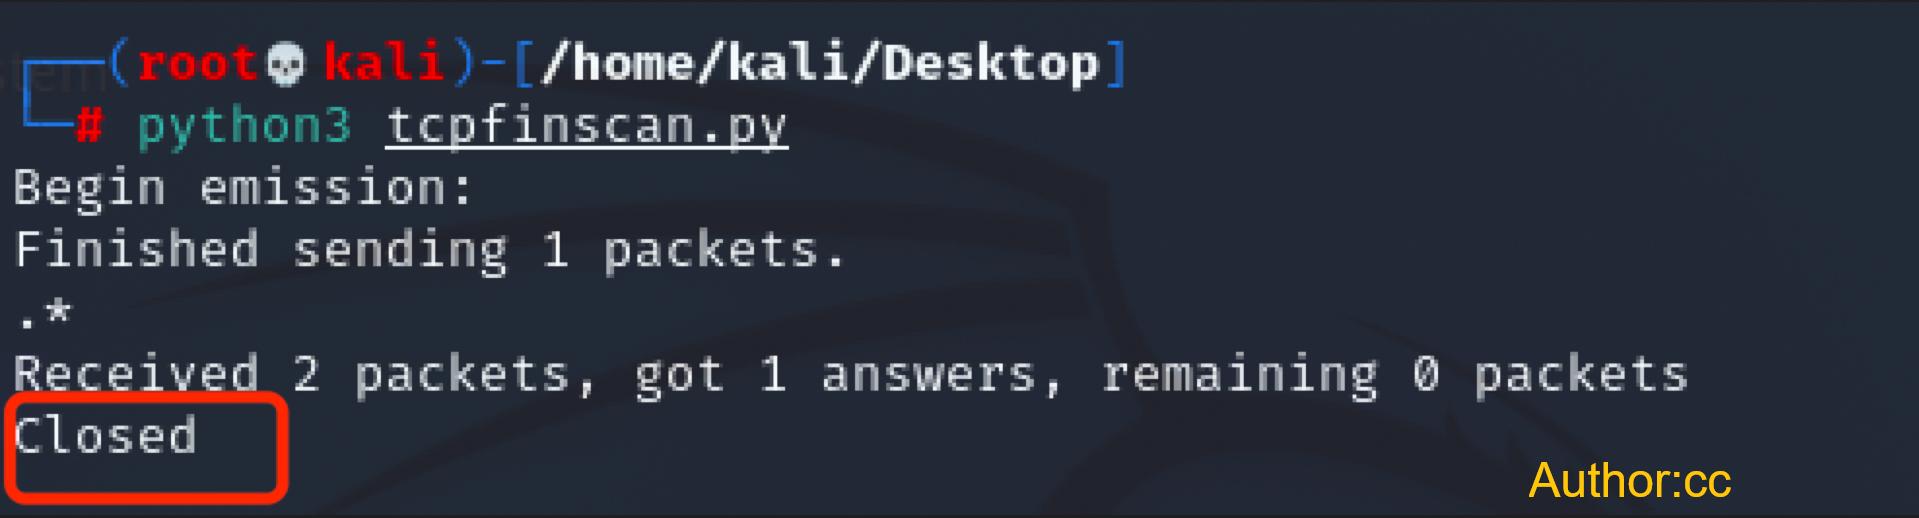 (root💀kali)-[/home/kali/Desktop]
# python3 tcpfinscan.py
Begin emission:
Finished sending 1 packets.
.*
Received 2 packets, got 1 answers, remaining 0 packets
Closed
Author:cc